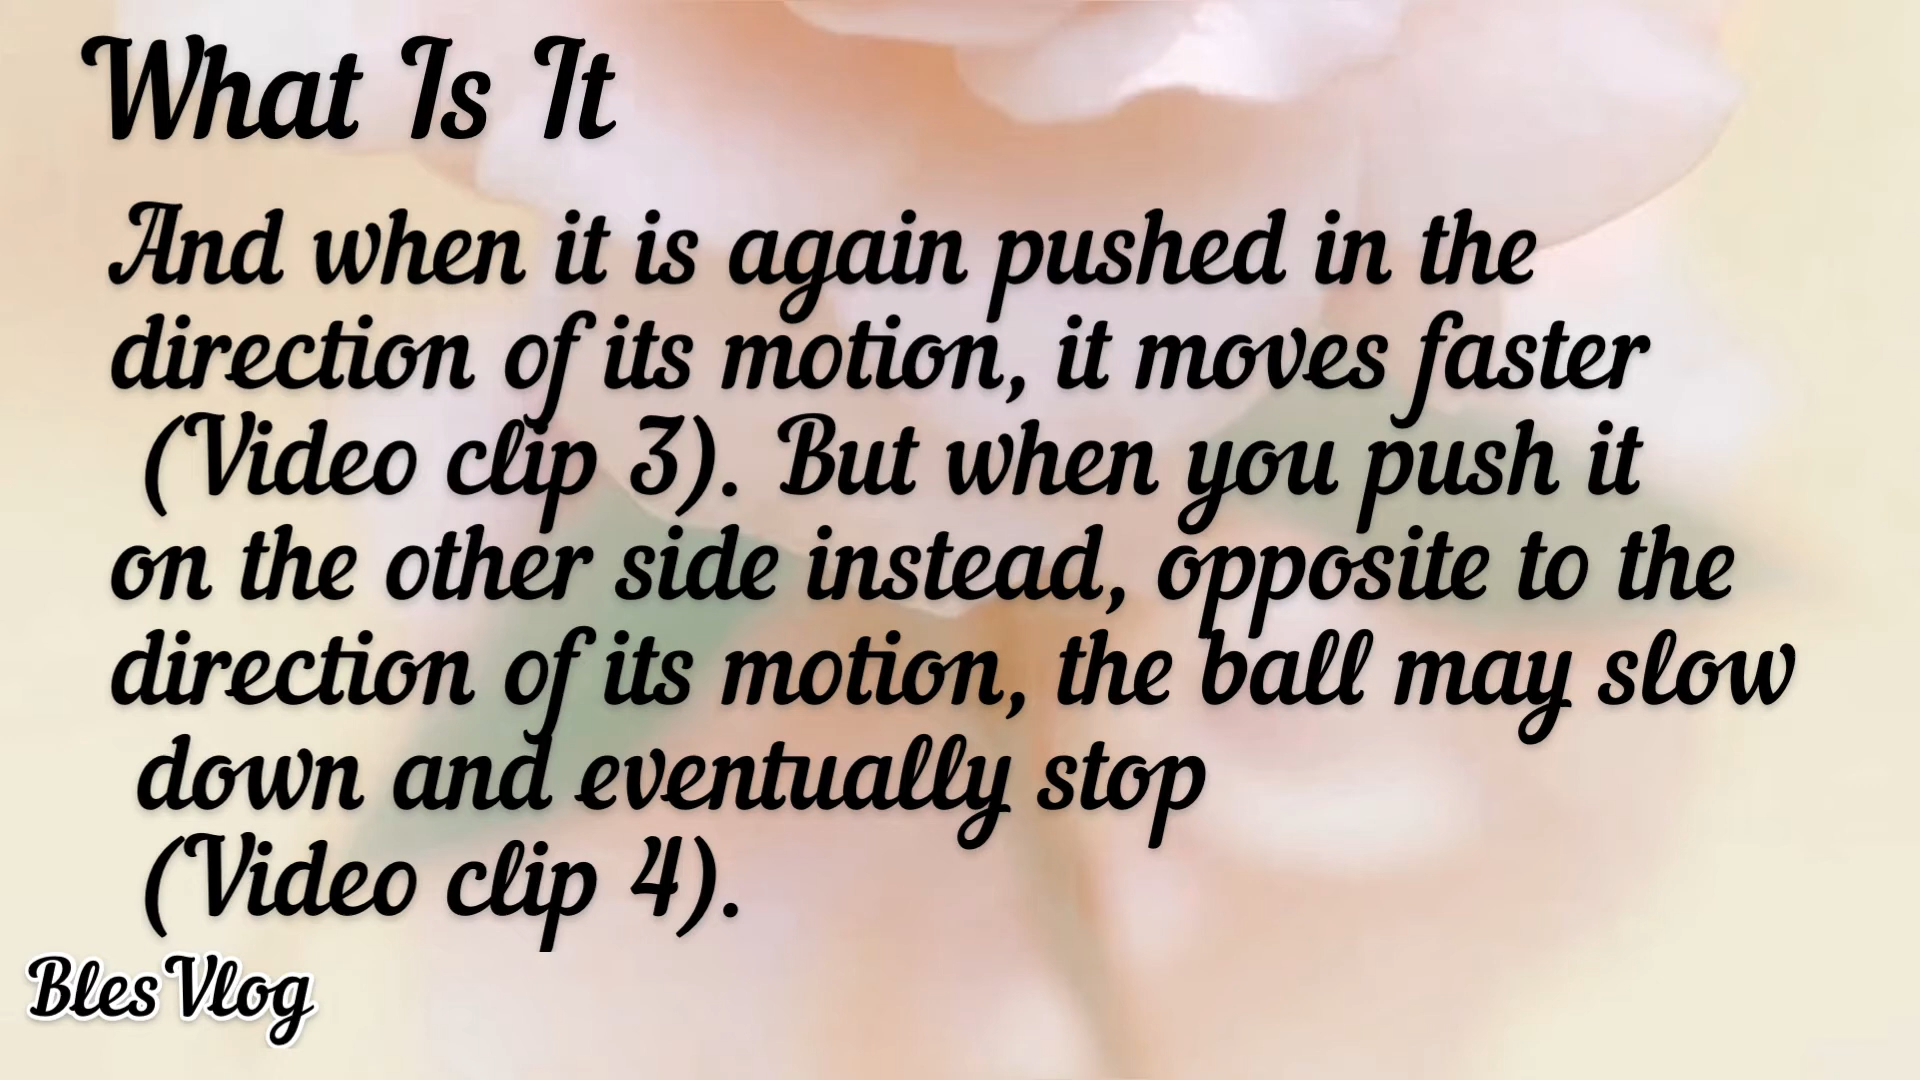 What Is It
And when it is again pushed in the
direction of its motion, it moves faster
(Video clip 3). But when you push it
on the other side instead, opposite to the
direction of its motion, the ball may slow
down and eventually stop
(Video clip 4).
Bles Vlog